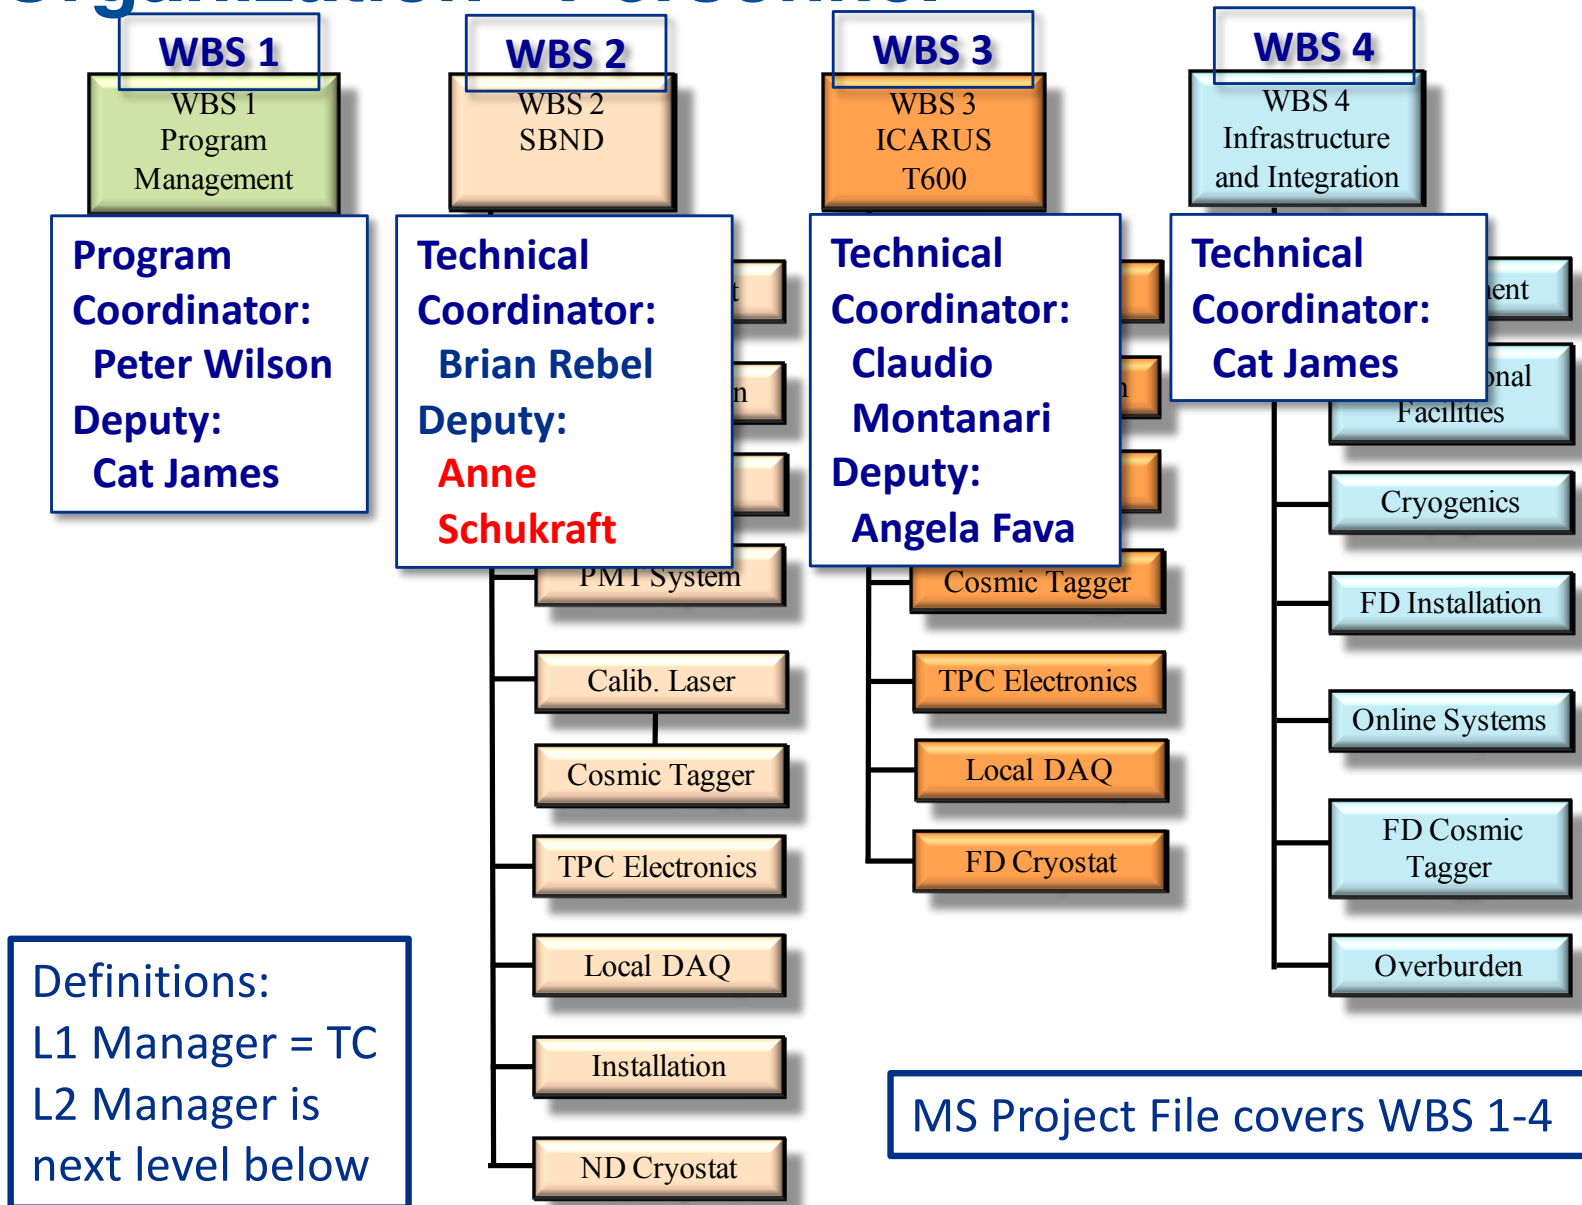 WBS 1
WBS 1
Program
Management
Program
Coordinator:
Peter Wilson
Deputy:
Cat James
WBS 2
WBS 2
SBND
Technical
Coordinator:
Brian Rebel
Deputy:
Anne
Schukraft
PMT System
Calib. Laser
Cosmic Tagger
TPC Electronics
Local DAQ
Installation
ND Cryostat
WBS 3
WBS 3
ICARUS
T600
Technical
Coordinator:
Claudio
Montanari
Deputy:
Angela Fava
Cosmic Tagger
TPC Electronics
Local DAQ
FD Cryostat
WBS 4
WBS 4
Infrastructure
and Integration
Technical
Coordinator:
Cat James
Facilities
Cryogenics
FD Installation
Online Systems
FD Cosmic
Tagger
Overburden
Definitions:
L1 Manager = TC
L2 Manager is
next level below
MS Project File covers WBS 1-4